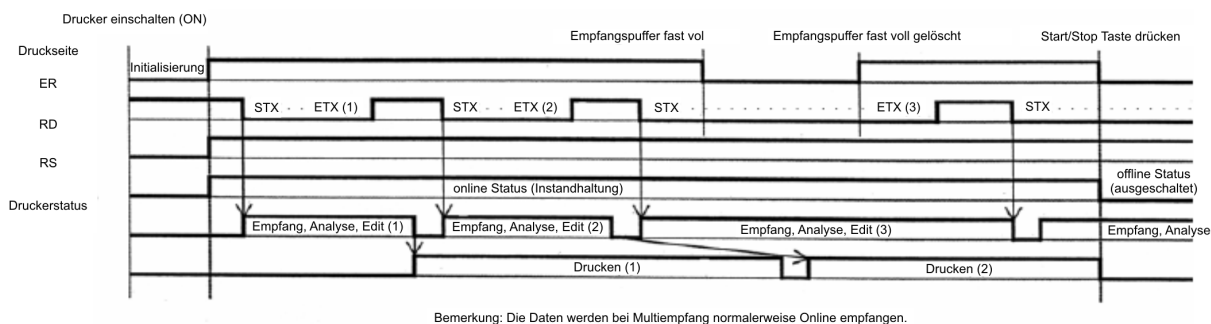 Drucker einschalten (ON)
Empfangspuffer fast vol
Empfangspuffer fast voll gelöscht
Start/Stop Taste drücken
Druckseite
Initialisierung
ER
STX
ETX (1)
STX
ETX (2)
STX
ETX (3)
STX
RD
RS
offline Status
(ausgeschaltet)
online Status (Instandhaltung)
Druckerstatus
Empfang, Analyse, Edit (1)
Empfang, Analyse, Edit (2)
Empfang, Analyse, Edit (3)
Empfang, Analyse
Drucken (1)
Drucken (2)
Bemerkung: Die Daten werden bei Multiempfang normalerweise Online empfangen.